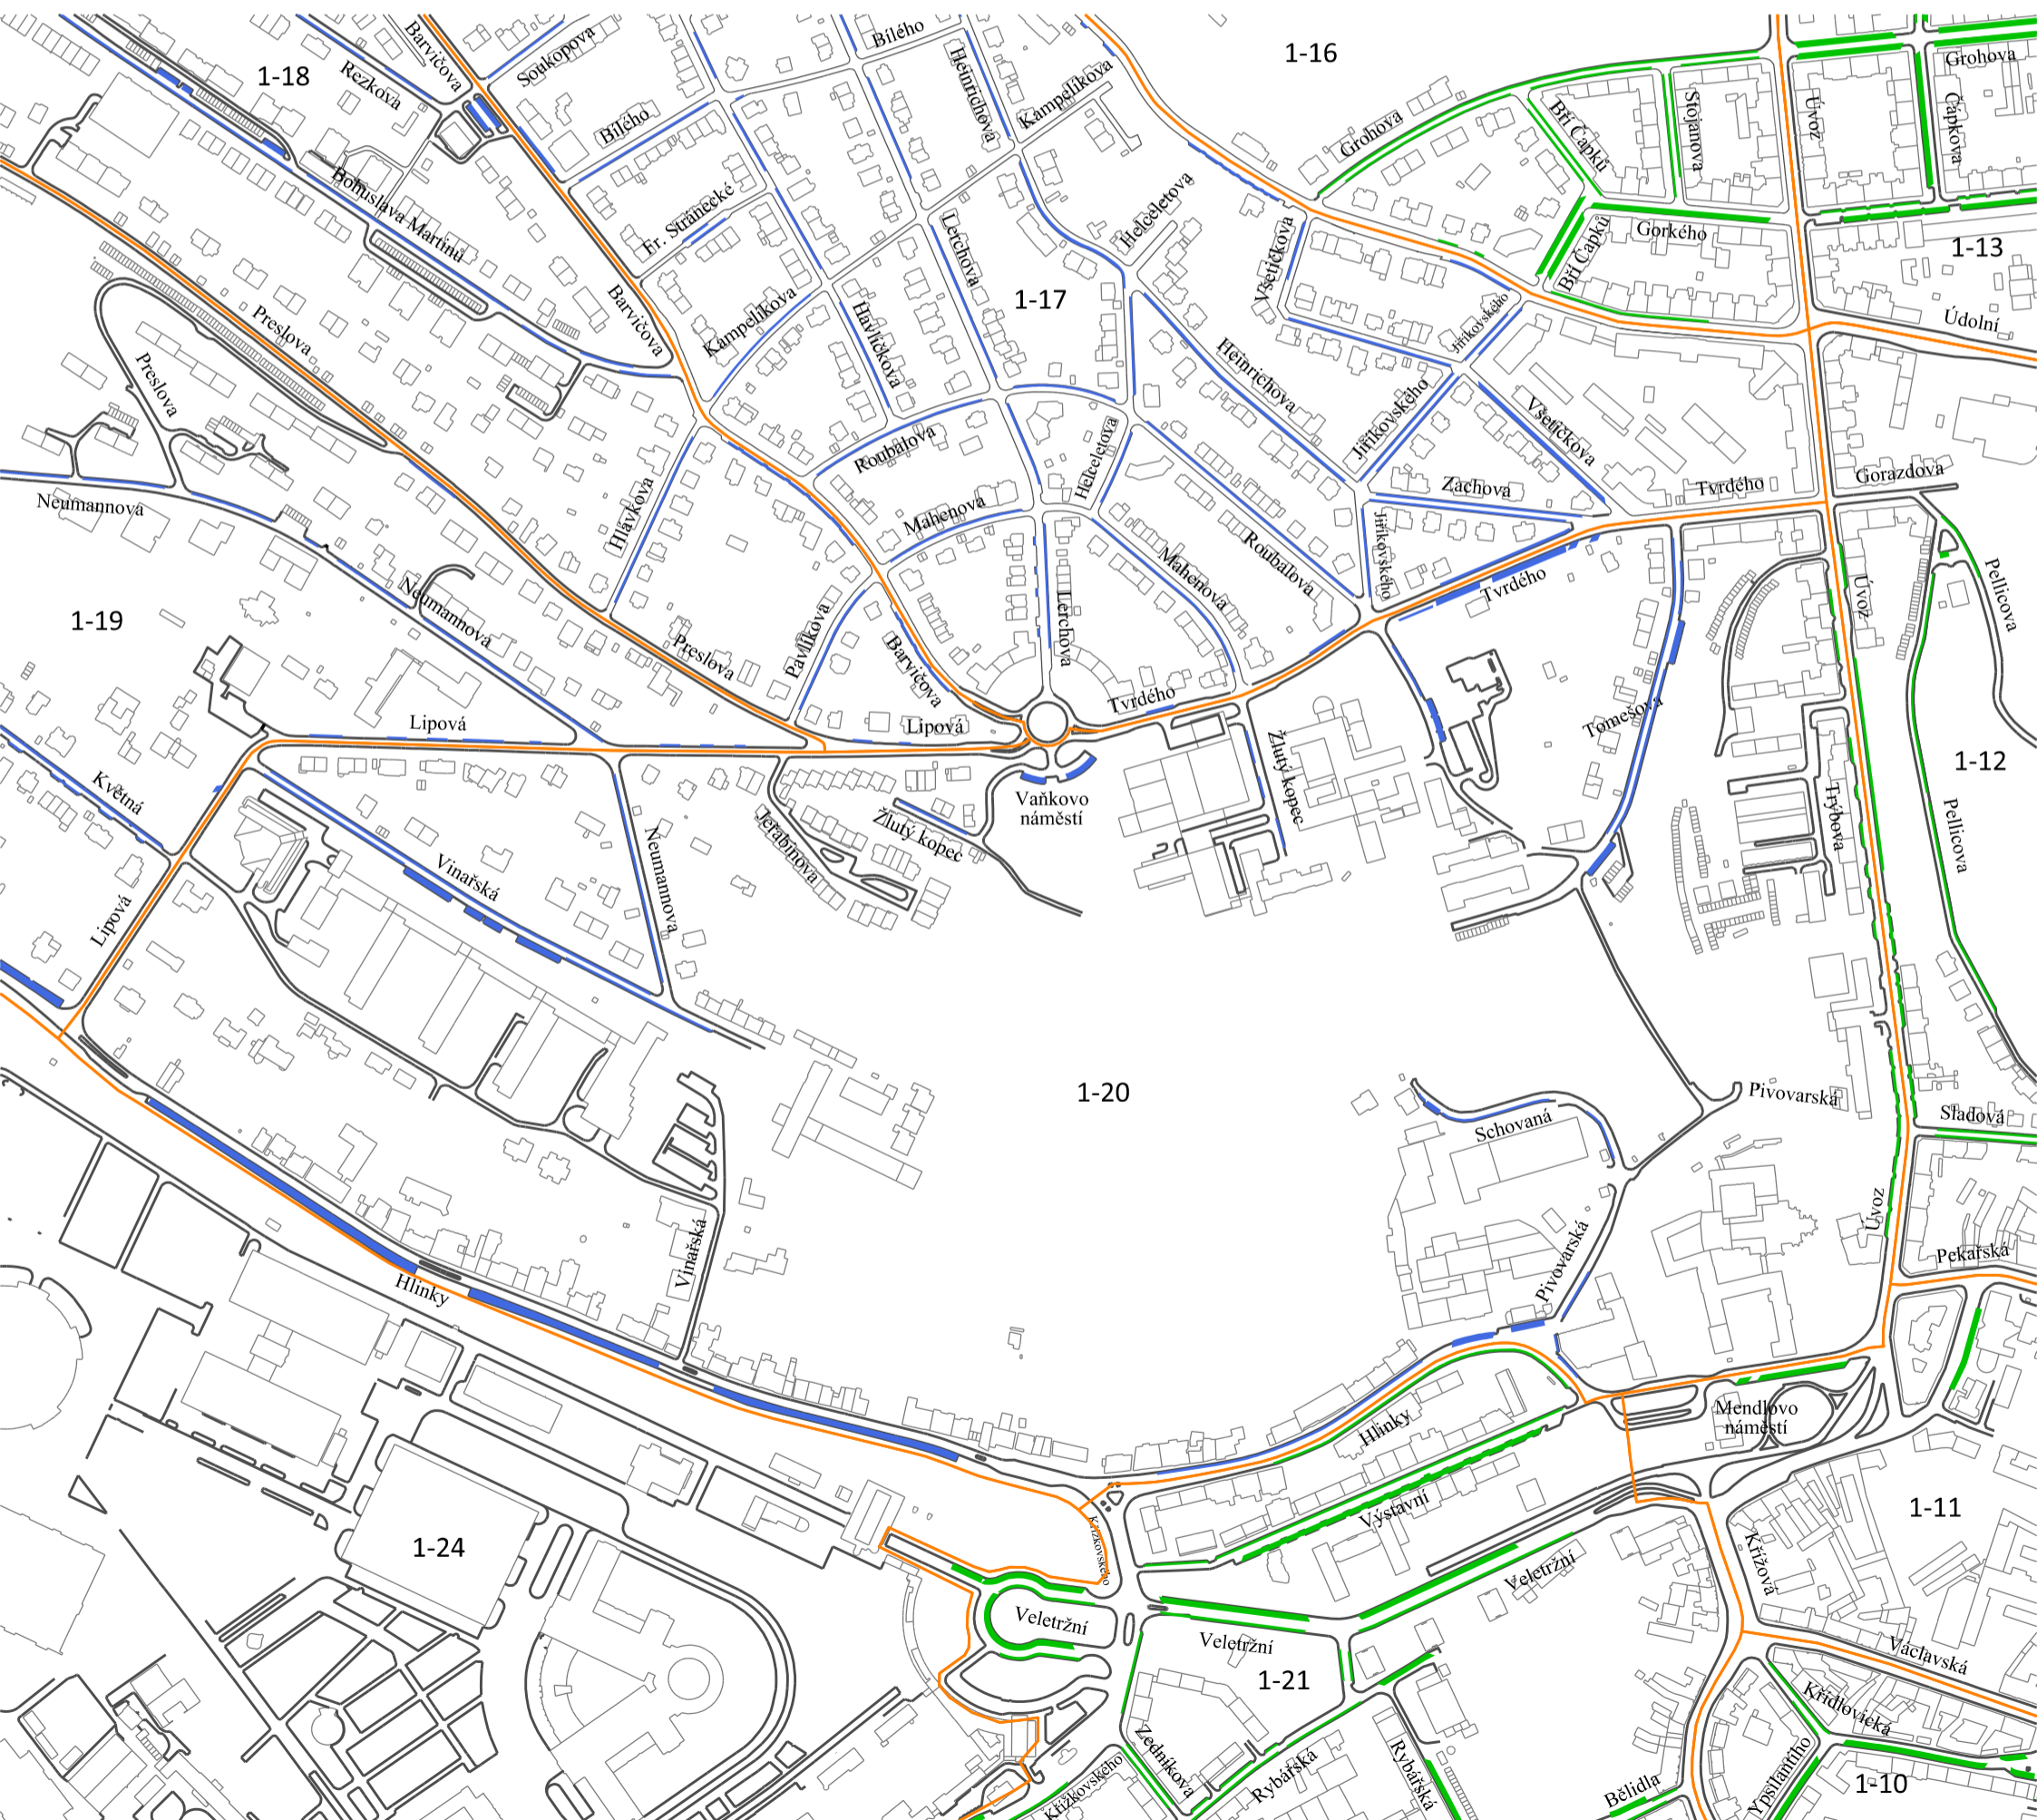 Barvičova
Soukopova
Bílého
Heinrichova
1-16
Grohova
1-18
Rezkova
Kampelíkova
Bílého
Grohova
Bří Čapků
Stojanova
Úvoz
Čapkova
Bohuslava Martinů
Fr. Stránecké
Lerchova
Helceletova
Všetičkova
Bří Čapků
Gorkého
1-13
1-17
Údolní
Preslova
Barvičova
Kampelíkova
Havlíčkova
Jiříkovského
Preslova
Heinrichova
Jiříkovského
Všetičkova
Roubalova
Helceletova
Zachova
Tvrdého
Gorazdova
Neumannová
Hlávkova
Mahenova
Jiříkovského
Roubalova
Mahenova
Tvrdého
Úvoz
Pellicova
1-19
Neumannova
Preslova
Pavlíkova
Barvičova
Lerchova
Tvrdého
Tomešova
Lipová
Lipová
Žlutý kopec
Vaňkovo
náměstí
1-12
Květná
Jeřabinova
Žlutý kopec
Trýbova
Pellicova
Vinařská
Neumannova
Lipová
1-20
Pivovarská
Schovaná
Sladová
Úvoz
Vinařská
Pivovarská
Pekařská
Hlinky
Hlinky
Mendlovo
náměstí
Výstavní
1-11
1-24
Křížkovského
Křížová
Veletržní
Veletržní
Veletržní
Václavská
1-21
Křídlovická
Zedníkova
Křížkovského
Rybářská
Rybářská
Bělidla
Ypsilantiho
1-10